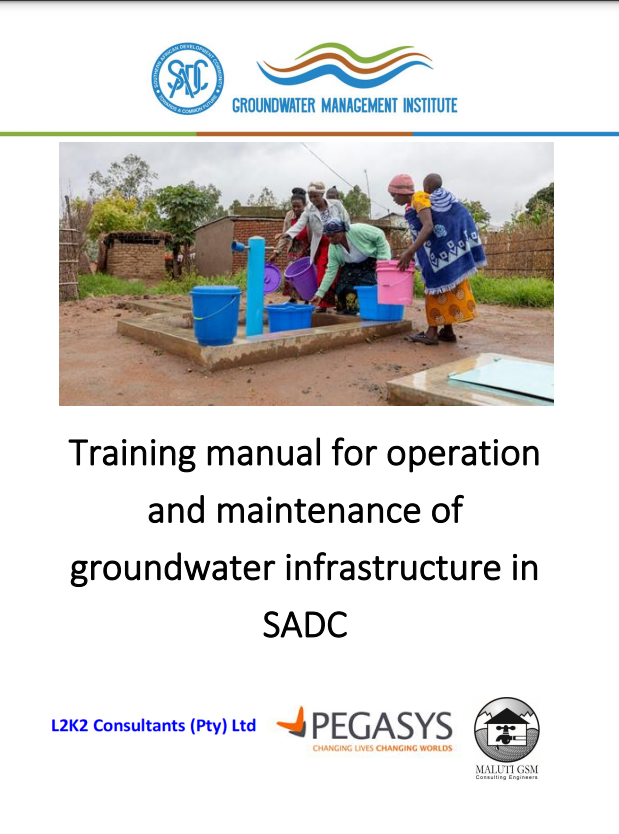 SOUTHERN AFRICAN DEVELOPMENT COMMUNITY
SADC
TOWARDS A COMMON FUTURE
GROUNDWATER MANAGEMENT INSTITUTE
Training manual for operation
and maintenance of
groundwater infrastructure in
SADC
L2K2 Consultants (Pty) Ltd
PEGASYS
CHANGING LIVES CHANGING WORLDS
MALUTI GSM
Consulting Engineers